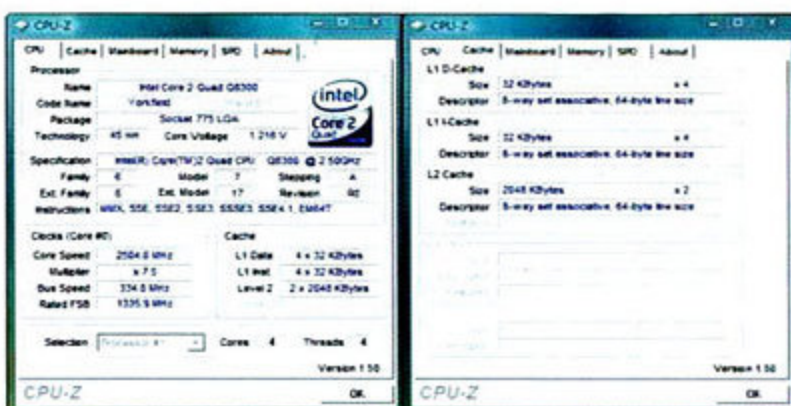 CPU-Z
CPU Cache Mainboard Memory SPD About
Processor
Name Intel Core 2 Quad Q8300
Code Name Yorkfield
Package Socket 775 LGA
Technology 45 nm Core Voltage 1.216 V
intel
Core 2
Quad
Specification Intel(R) Core(TM)2 Quad CPU Q8300 @ 2.50GHz
Family 6 Model 7 Stepping A
Ext. Family 6 Ext. Model 17 Revision R0
Instructions MMX, SSE, SSE2, SSE3, SSSE3, SSE4.1, EM64T
Clocks (Core #0)
Core Speed 2504.8 MHz
Multiplier x 7.5
Bus Speed 334.0 MHz
Rated FSB 1335.9 MHz
Cache
L1 Data 4 x 32 KBytes
L1 Inst. 4 x 32 KBytes
Level 2 2 x 2048 KBytes
Selection Processor #1 Cores 4 Threads 4
Version 1.50
CPU-Z OK
CPU-Z
CPU Cache Mainboard Memory SPD About
L1 D-Cache
Size 32 KBytes x 4
Descriptor 8-way set associative, 64-byte line size
L1 I-Cache
Size 32 KBytes x 4
Descriptor 8-way set associative, 64-byte line size
L2 Cache
Size 2048 KBytes x 2
Descriptor 8-way set associative, 64-byte line size
Version 1.50
CPU-Z OK